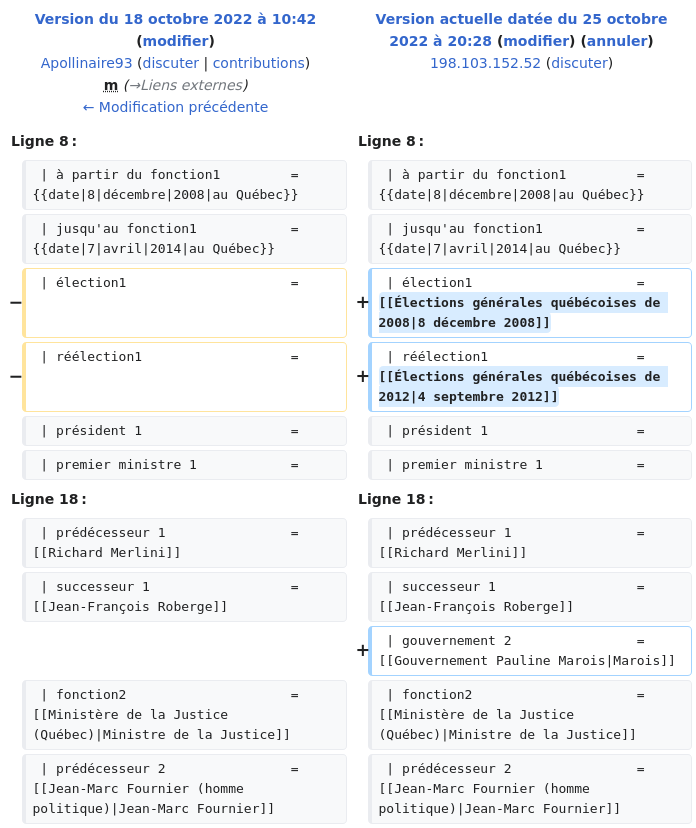 Version du 18 octobre 2022 à 10:42
(modifier)
Apollinaire93 (discuter | contributions)
m (→Liens externes)
← Modification précédente
Version actuelle datée du 25 octobre
2022 à 20:28 (modifier) (annuler)
198.103.152.52 (discuter)
Ligne 8 :
Ligne 8 :
| à partir du fonction1 =
{{date|8|décembre|2008|au Québec}}
| à partir du fonction1 =
{{date|8|décembre|2008|au Québec}}
| jusqu'au fonction1 =
{{date|7|avril|2014|au Québec}}
| jusqu'au fonction1 =
{{date|7|avril|2014|au Québec}}
− | élection1 =
+ | élection1 =
[[Élections générales québécoises de
2008|8 décembre 2008]]
− | réélection1 =
+ | réélection1 =
[[Élections générales québécoises de
2012|4 septembre 2012]]
| président 1 =
| président 1 =
| premier ministre 1 =
| premier ministre 1 =
Ligne 18 :
Ligne 18 :
| prédécesseur 1 =
[[Richard Merlini]]
| prédécesseur 1 =
[[Richard Merlini]]
| successeur 1 =
[[Jean-François Roberge]]
| successeur 1 =
[[Jean-François Roberge]]
+ | gouvernement 2 =
[[Gouvernement Pauline Marois|Marois]]
| fonction2 =
[[Ministère de la Justice
(Québec)|Ministre de la Justice]]
| fonction2 =
[[Ministère de la Justice
(Québec)|Ministre de la Justice]]
| prédécesseur 2 =
[[Jean-Marc Fournier (homme
politique)|Jean-Marc Fournier]]
| prédécesseur 2 =
[[Jean-Marc Fournier (homme
politique)|Jean-Marc Fournier]]